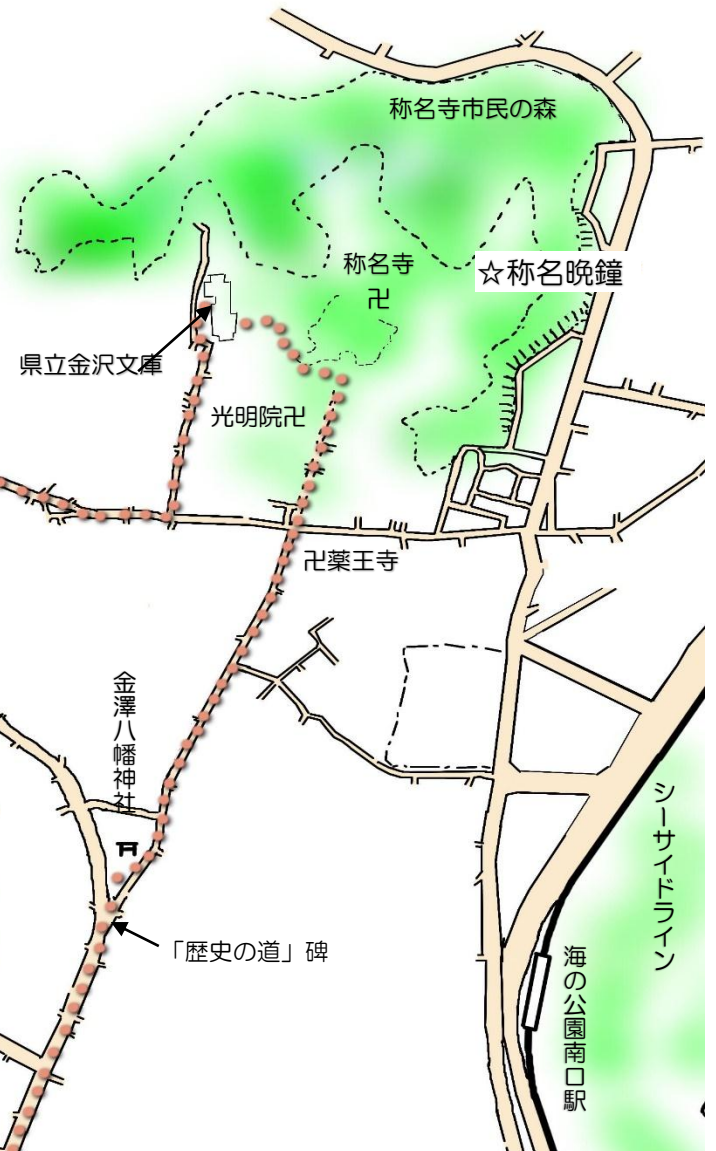 称名寺市民の森
称名寺
卍
☆称名晩鐘
県立金沢文庫
光明院卍
卍薬王寺
金澤八幡神社
シーサイドライン
「歴史の道」碑
海の公園南口駅